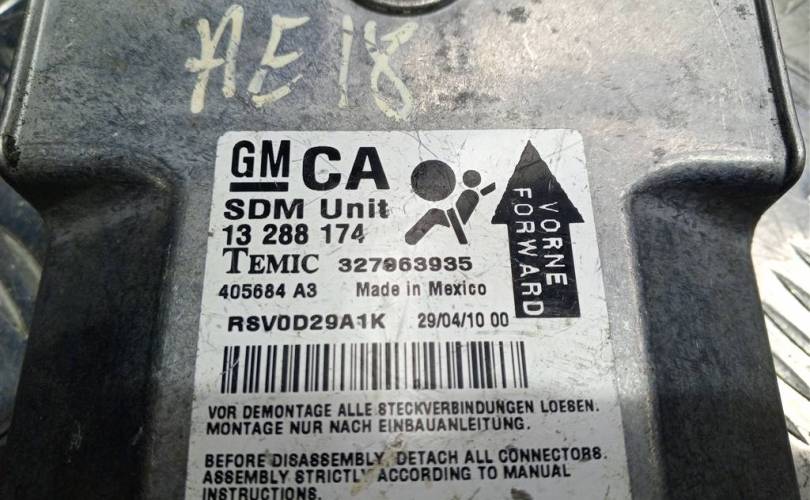 AE 18
GM CA
SDM Unit
13 288 174
TEMIC 327963935
405684 A3 Made in Mexico
RSV0D29A1K 29/04/10 00
VORNE
FORWARD
VOR DEMONTAGE ALLE STECKVERBINDUNGEN LOESEN.
MONTAGE NUR NACH EINBAUANLEITUNG.
BEFORE DISASSEMBLY DETACH ALL CONNECTORS.
ASSEMBLY STRICTLY ACCORDING TO MANUAL
INSTRUCTIONS.